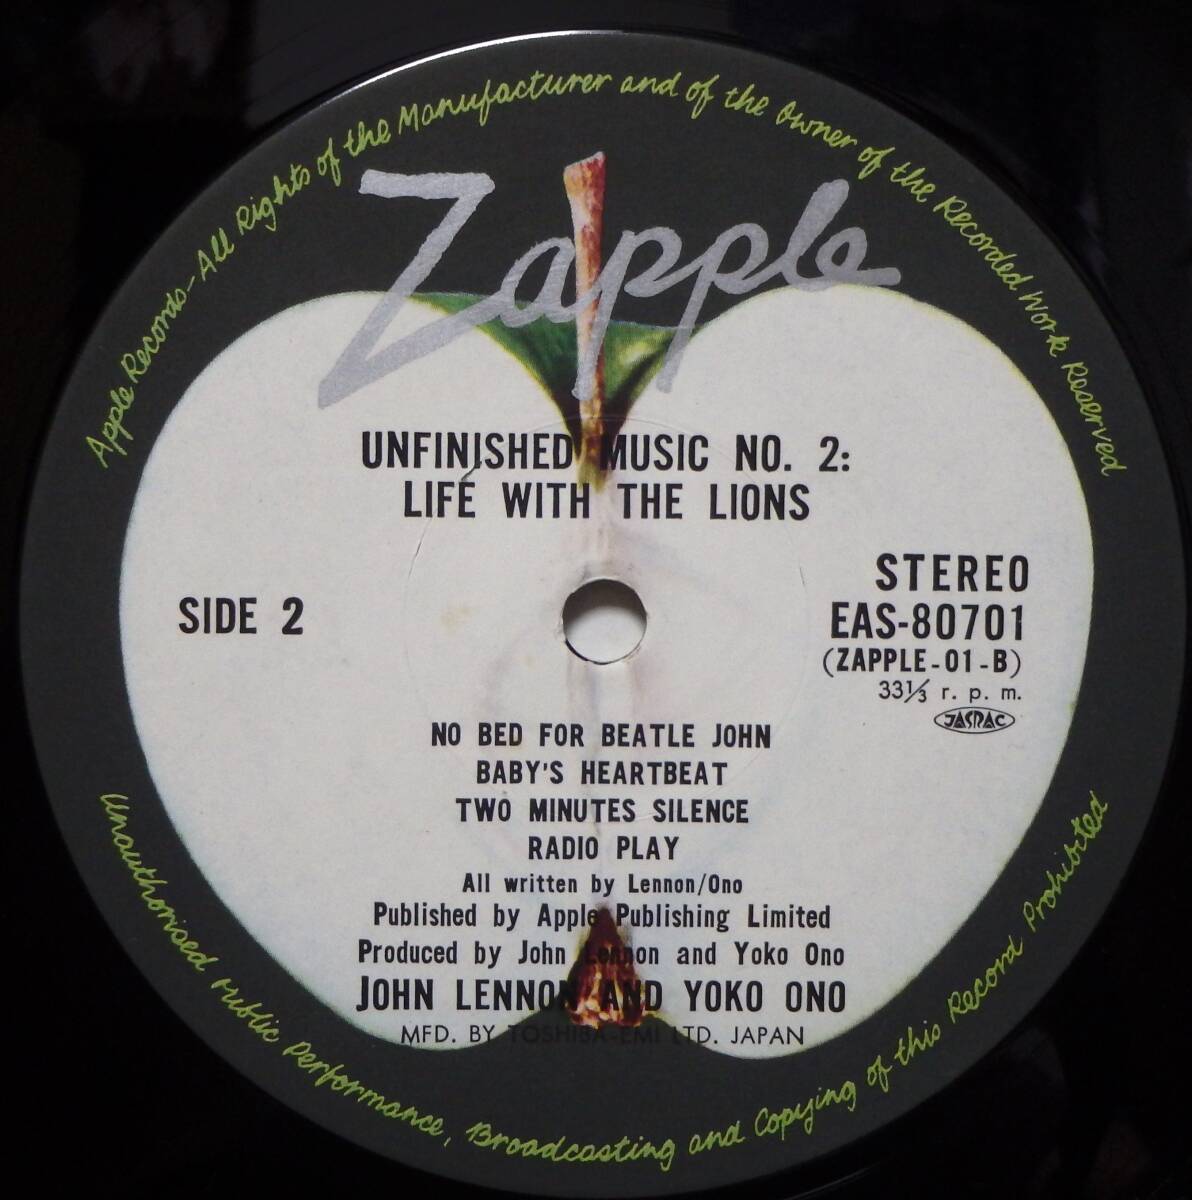 Apple Records-All Rights of the Manufacturer and of the Owner of the Recorded Work Reserved
Zapple
UNFINISHED MUSIC NO. 2:
LIFE WITH THE LIONS
SIDE 2
STEREO
EAS-80701
(ZAPPLE-01-B)
33⅓ r. p. m.
JASRAC
NO BED FOR BEATLE JOHN
BABY'S HEARTBEAT
TWO MINUTES SILENCE
RADIO PLAY
All written by Lennon/Ono
Published by Apple Publishing Limited
Produced by John Lennon and Yoko Ono
JOHN LENNON AND YOKO ONO
MFD. BY TOSHIBA-EMI LTD. JAPAN
Unauthorised Public Performance, Broadcasting and Copying of this Record Prohibited